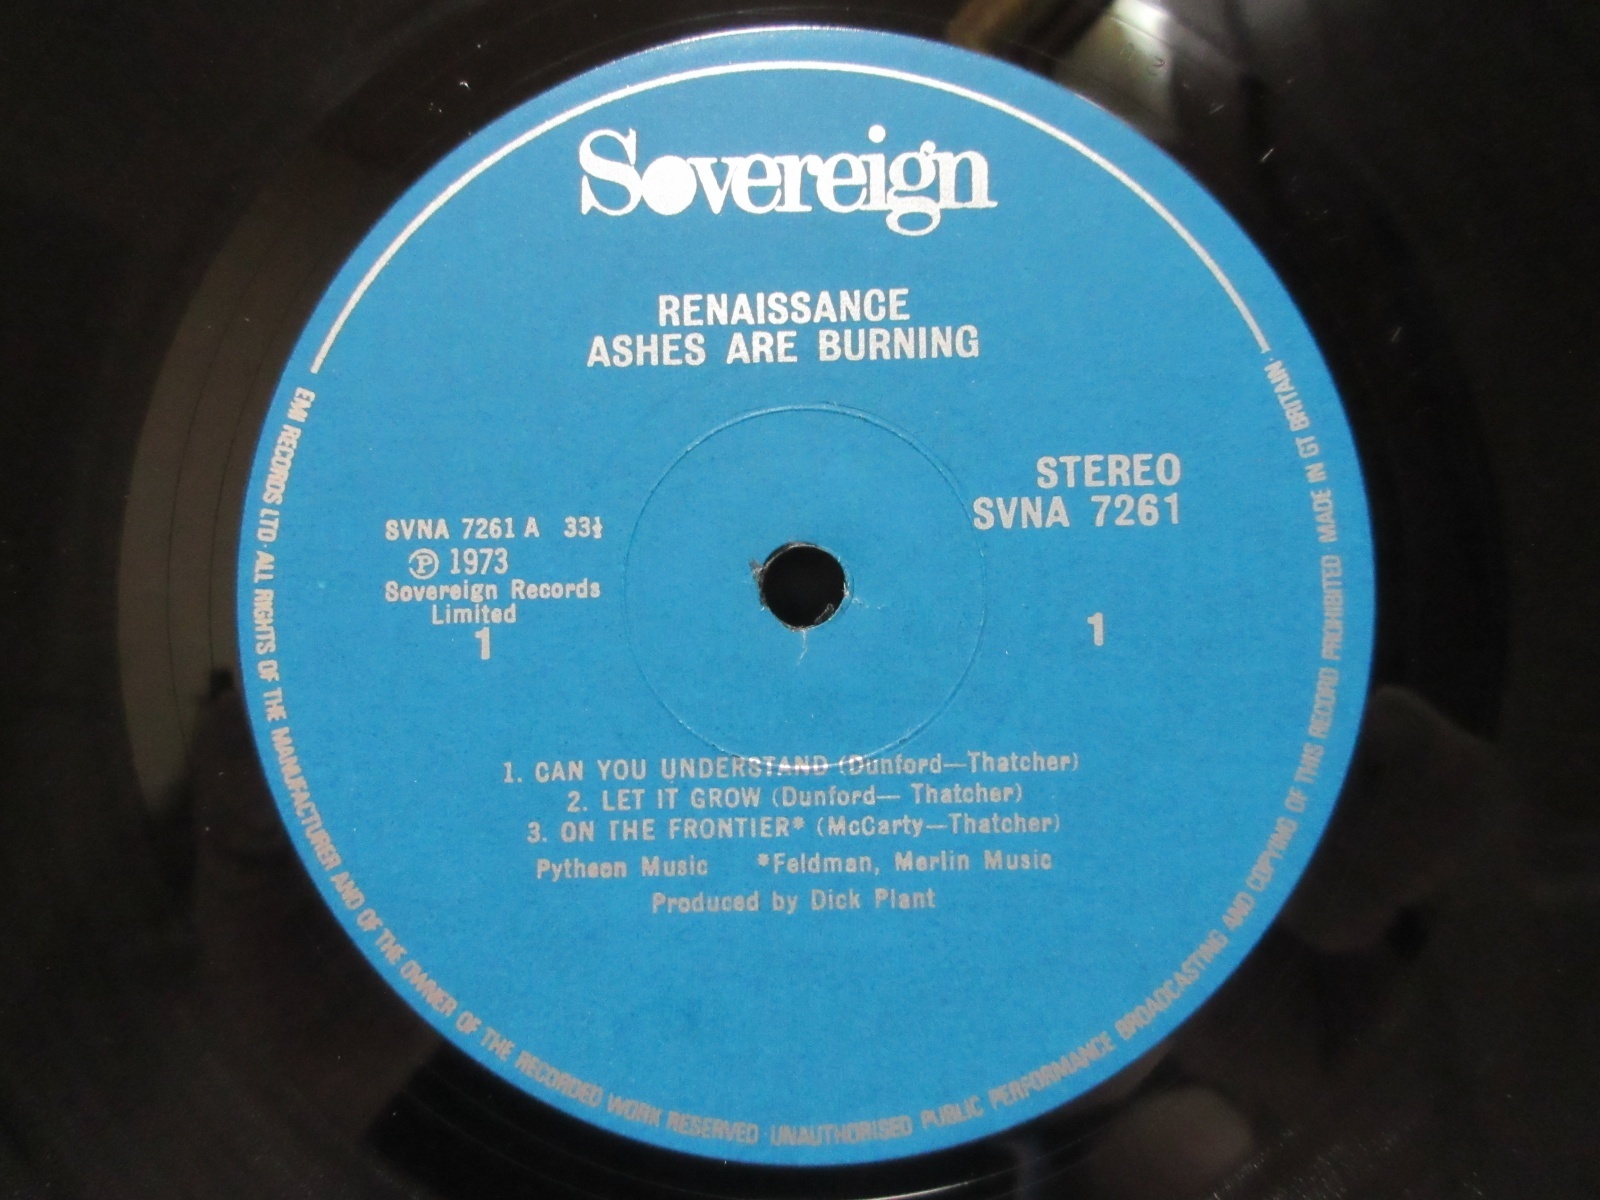 Sovereign
RENAISSANCE
ASHES ARE BURNING
STEREO
SVNA 7261
SVNA 7261 A 33⅓
Ⓟ 1973
Sovereign Records
Limited
1
1
1. CAN YOU UNDERSTAND (Dunford—Thatcher)
2. LET IT GROW (Dunford— Thatcher)
3. ON THE FRONTIER* (McCarty—Thatcher)
Pytheon Music *Feldman, Merlin Music
Produced by Dick Plant
EMI RECORDS LTD · ALL RIGHTS OF THE MANUFACTURER AND OF THE OWNER OF THE RECORDED WORK RESERVED · UNAUTHORISED PUBLIC PERFORMANCE BROADCASTING AND COPYING OF THIS RECORD PROHIBITED · MADE IN GT BRITAIN ·